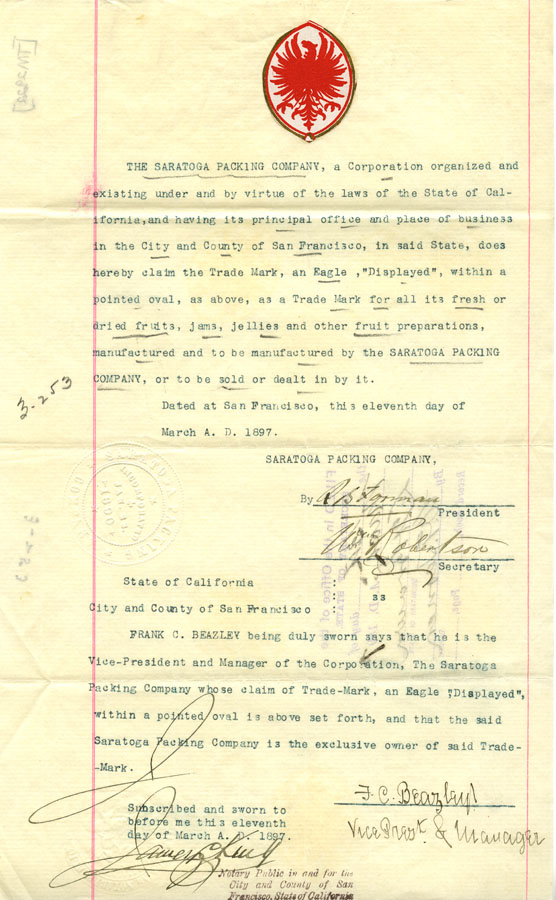 THE SARATOGA PACKING COMPANY, a Corporation organized and
existing under and by virtue of the laws of the State of Cal-
ifornia,and having its principal office and place of business
in the City and County of San Francisco, in said State, does
hereby claim the Trade Mark, an Eagle ,"Displayed", within a
pointed oval, as above, as a Trade Mark for all its fresh or
dried fruits, jams, jellies and other fruit preparations,
manufactured and to be manufactured by the SARATOGA PACKING
COMPANY, or to be sold or dealt in by it.
3-253
Dated at San Francisco, this eleventh day of
March A. D. 1897.
SARATOGA PACKING COMPANY,
By
President
Wm Robertson
Secretary
State of California
ss
City and County of San Francisco
FRANK C. BEAZLEY being duly sworn says that he is the
Vice-President and Manager of the Corporation, The Saratoga
Packing Company whose claim of Trade-Mark, an Eagle "Displayed",
within a pointed oval is above set forth, and that the said
Saratoga Packing Company is the exclusive owner of said Trade-
-Mark.
F. C. Beazley
Vice Prest. & Manager
Subscribed and sworn to
before me this eleventh
day of March A. D. 1897.
Notary Public in and for the
City and County of San
Francisco, State of California